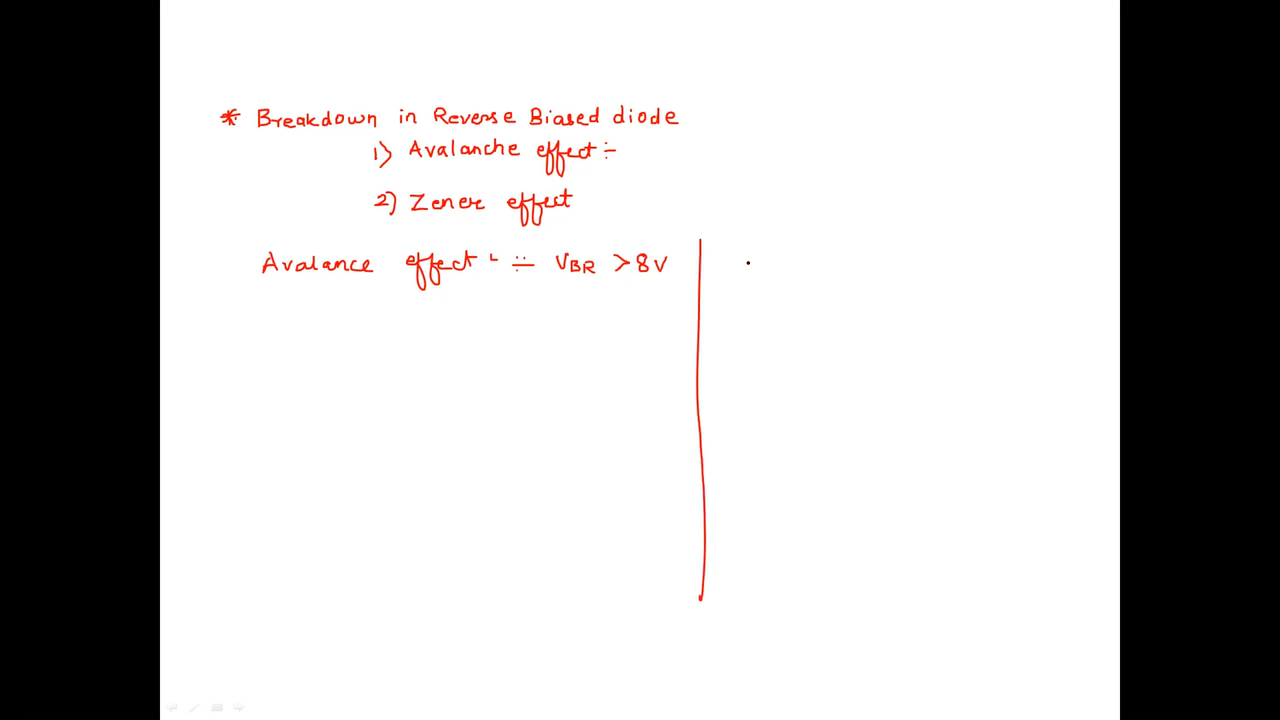 * Breakdown in Reverse Biased diode
1) Avalanche effect :-
2) Zener effect
Avalance effect :- VBR > 8V